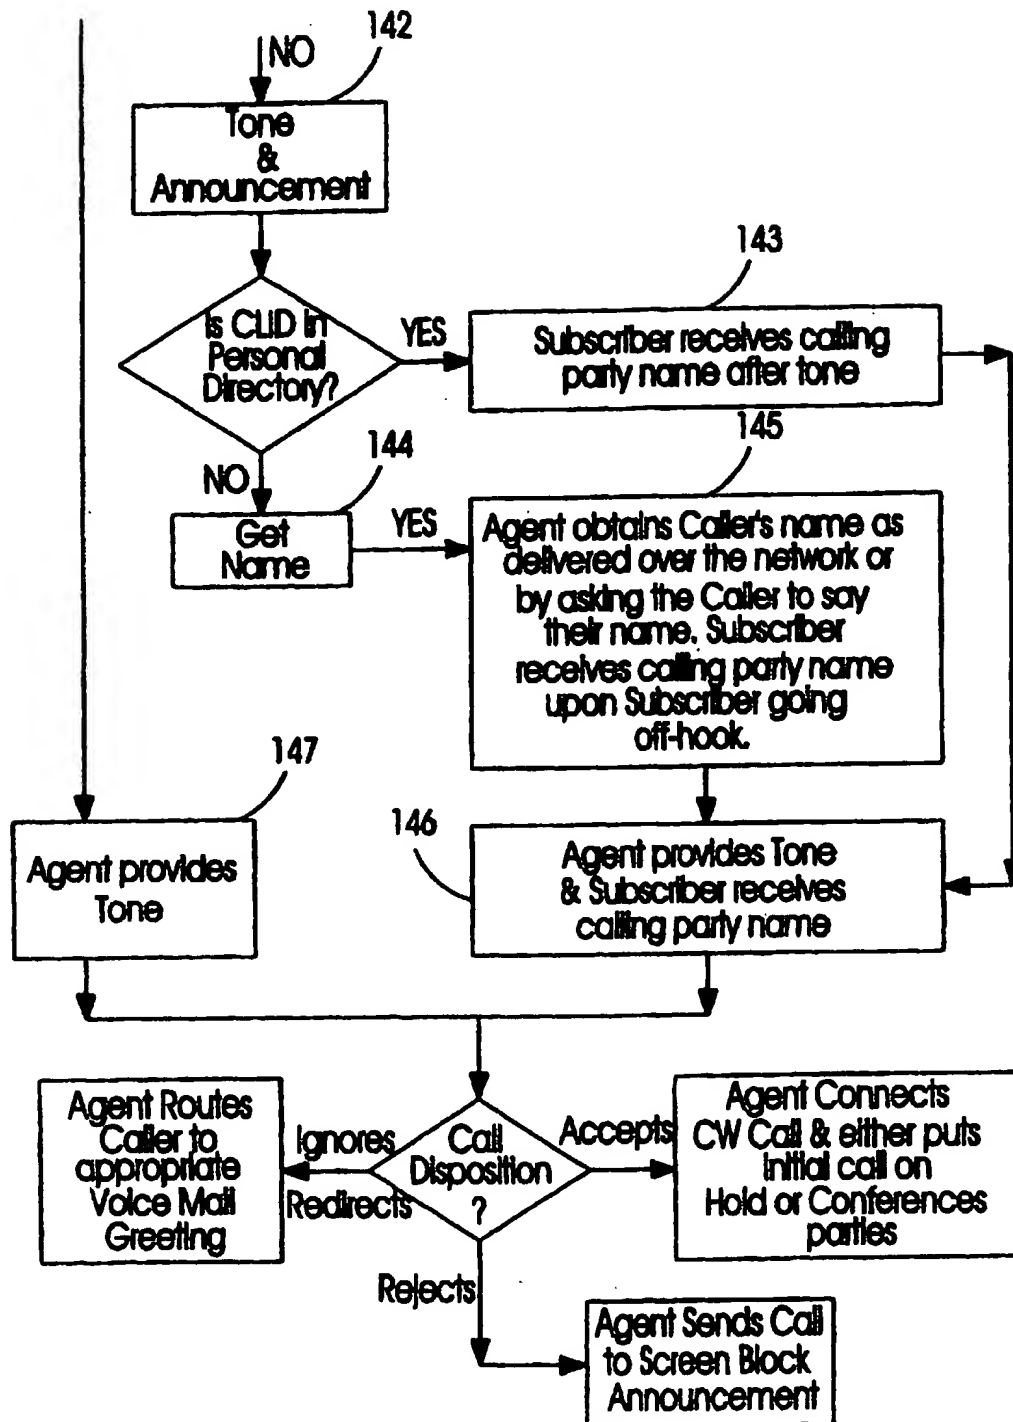 142
NO
Tone
&
Announcement
143
Is CLID in
Personal
Directory?
YES
Subscriber receives calling
party name after tone
145
144
NO
Get
Name
YES
Agent obtains Caller's name as
delivered over the network or
by asking the Caller to say
their name. Subscriber
receives calling party name
upon Subscriber going
off-hook.
147
146
Agent provides
Tone
Agent provides Tone
& Subscriber receives
calling party name
Agent Routes
Caller to
appropriate
Voice Mail
Greeting
Ignores
Redirects
Call
Disposition
?
Accepts
Agent Connects
CW Call & either puts
initial call on
Hold or Conferences
parties
Rejects
Agent Sends Call
to Screen Block
Announcement